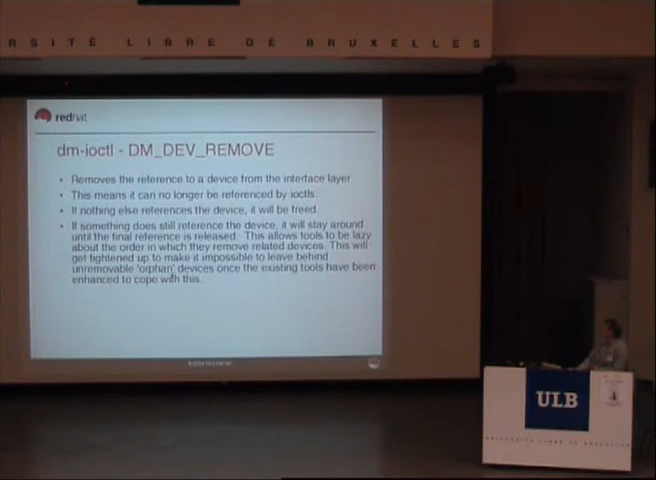 RSITÉ LIBRE DE BRUXELLES
redhat
dm-ioctl - DM_DEV_REMOVE
• Removes the reference to a device from the interface layer
• This means it can no longer be referenced by ioctls.
• If nothing else references the device, it will be freed
• If something does still reference the device, it will stay around
until the final reference is released. This allows tools to be lazy
about the order in which they remove related devices. This will
get tightened up to make it impossible to leave behind
unremovable 'orphan' devices once the existing tools have been
enhanced to cope with this.
ULB